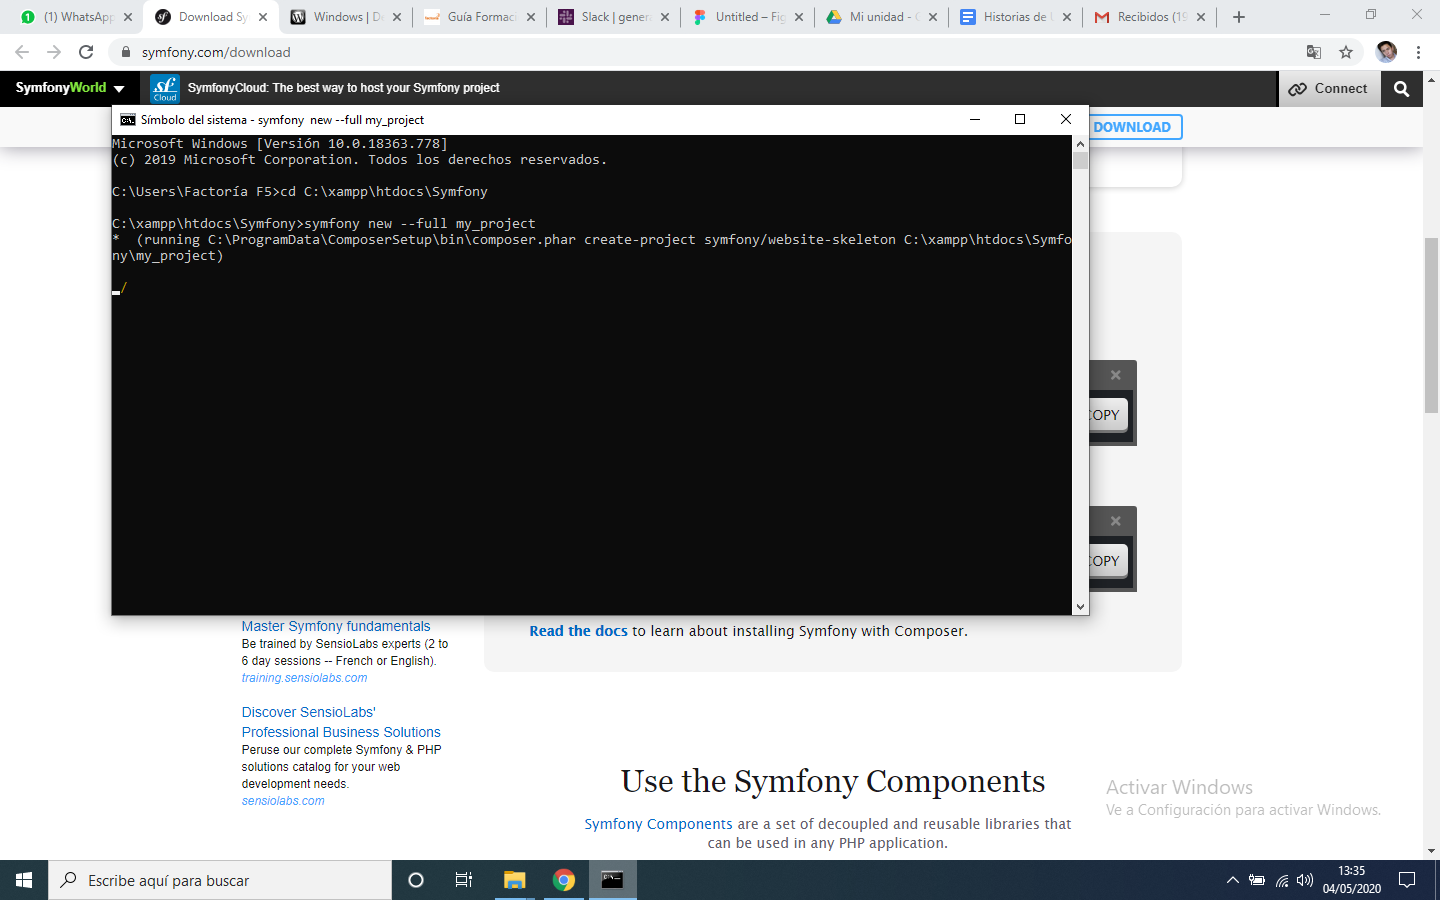 (1) WhatsApp
Download Sy
Windows | D
Guía Formac
Slack | gener
Untitled – Fig
Mi unidad -
Historias de
Recibidos (19
symfony.com/download
SymfonyWorld
SF
Cloud
SymfonyCloud: The best way to host your Symfony project
Connect
DOWNLOAD
Símbolo del sistema - symfony  new --full my_project
Microsoft Windows [Versión 10.0.18363.778]
(c) 2019 Microsoft Corporation. Todos los derechos reservados.
C:\Users\Factoría F5>cd C:\xampp\htdocs\Symfony
C:\xampp\htdocs\Symfony>symfony new --full my_project
*  (running C:\ProgramData\ComposerSetup\bin\composer.phar create-project symfony/website-skeleton C:\xampp\htdocs\Symfo
ny\my_project)
/
COPY
COPY
Read the docs to learn about installing Symfony with Composer.
Master Symfony fundamentals
Be trained by SensioLabs experts (2 to
6 day sessions -- French or English).
training.sensiolabs.com
Discover SensioLabs'
Professional Business Solutions
Peruse our complete Symfony & PHP
solutions catalog for your web
development needs.
sensiolabs.com
Use the Symfony Components
Symfony Components are a set of decoupled and reusable libraries that
can be used in any PHP application.
Activar Windows
Ve a Configuración para activar Windows.
Escribe aquí para buscar
13:35
04/05/2020